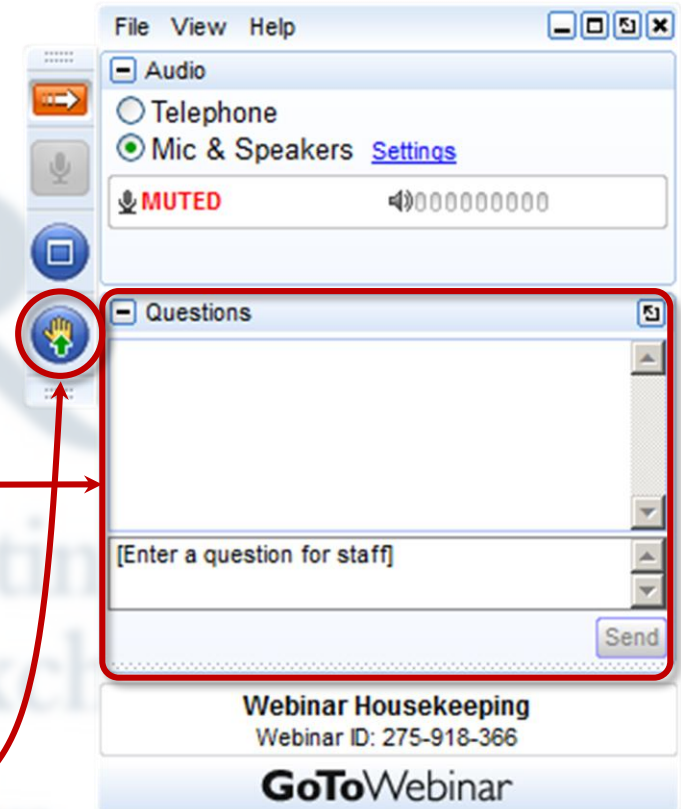 File View Help
Audio
Telephone
Mic & Speakers Settings
MUTED
Questions
[Enter a question for staff]
Send
Webinar Housekeeping
Webinar ID: 275-918-366
GoToWebinar